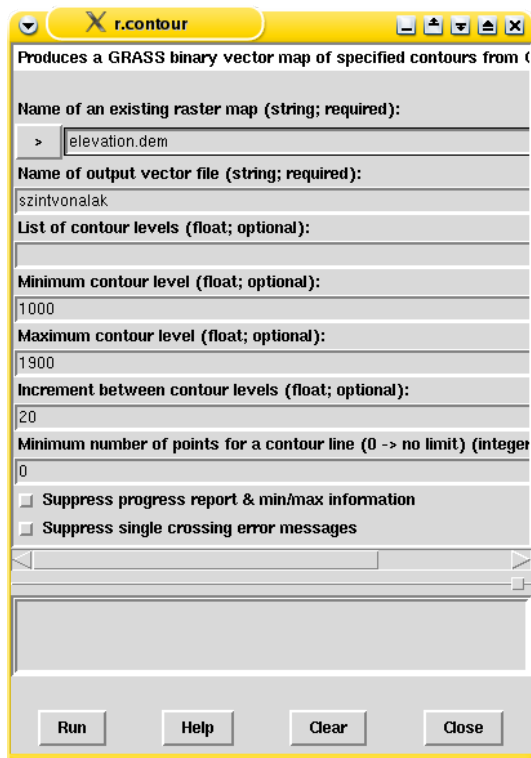 r.contour
Produces a GRASS binary vector map of specified contours from
Name of an existing raster map (string; required):
> elevation.dem
Name of output vector file (string; required):
szintvonalak
List of contour levels (float; optional):
Minimum contour level (float; optional):
1000
Maximum contour level (float; optional):
1900
Increment between contour levels (float; optional):
20
Minimum number of points for a contour line (0 -> no limit) (integer
0
Suppress progress report & min/max information
Suppress single crossing error messages
Run Help Clear Close